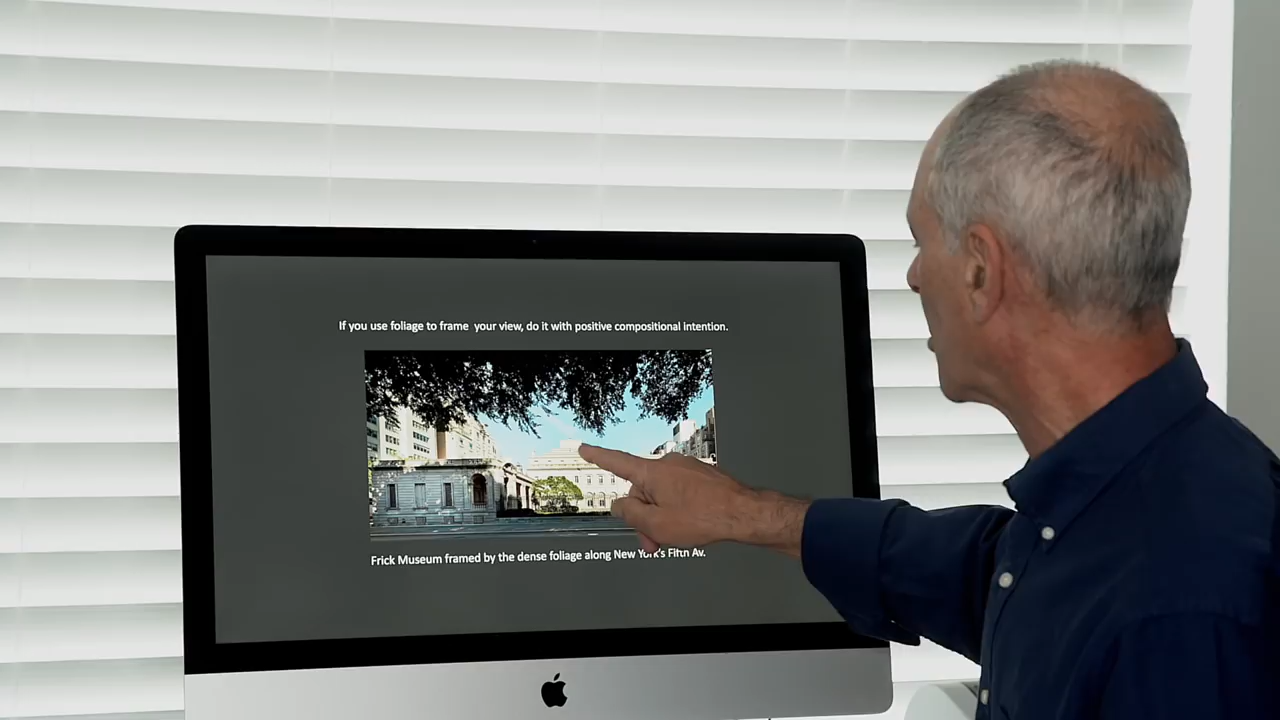 If you use foliage to frame your view, do it with positive compositional intention.
Frick Museum framed by the dense foliage along New York's Fifth Av.